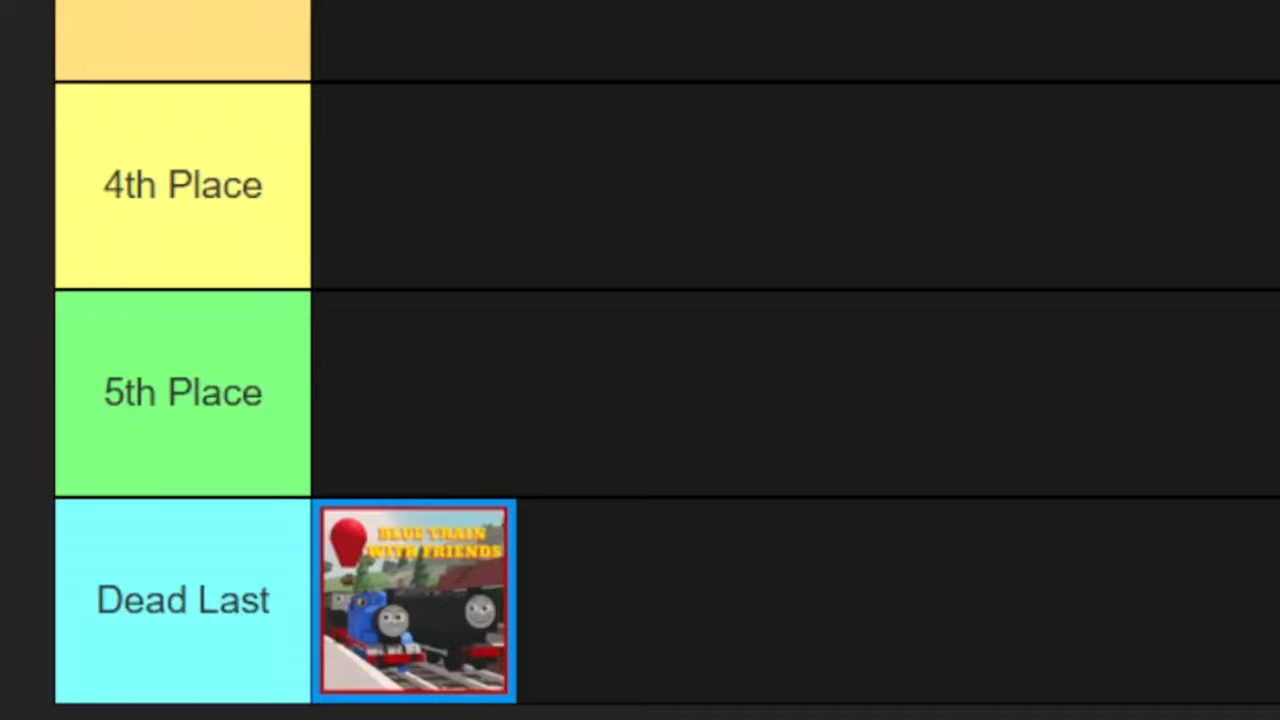 4th Place
5th Place
Dead Last
BLUE TRAIN
WITH FRIENDS